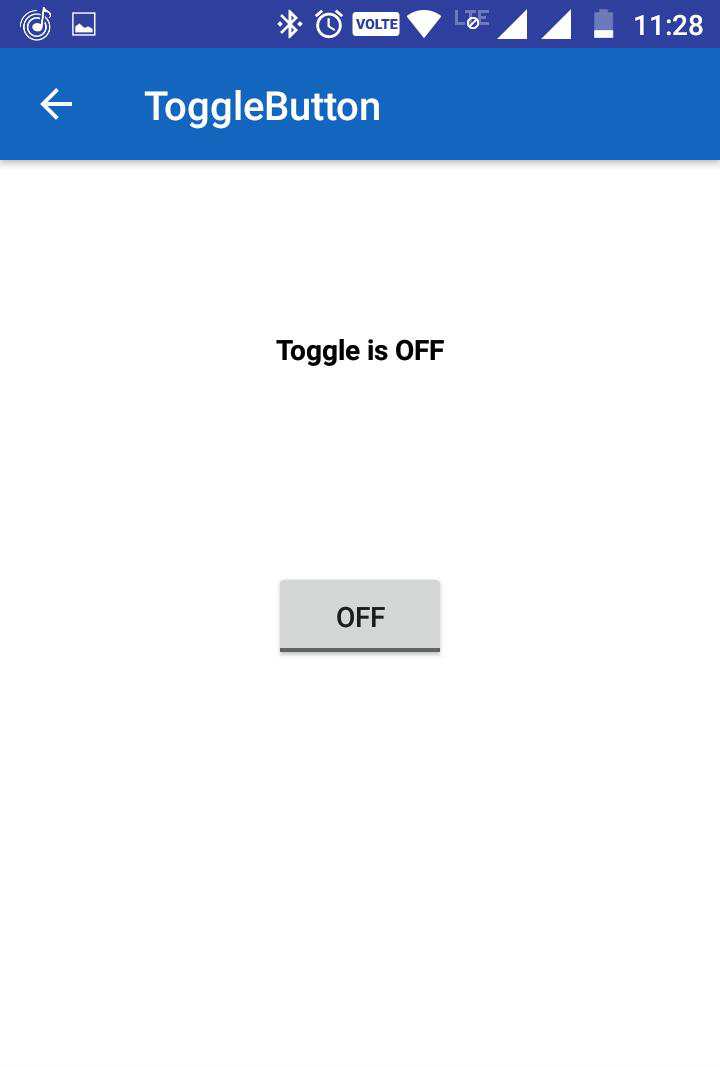 VOLTE LTE 11:28
ToggleButton
Toggle is OFF
OFF